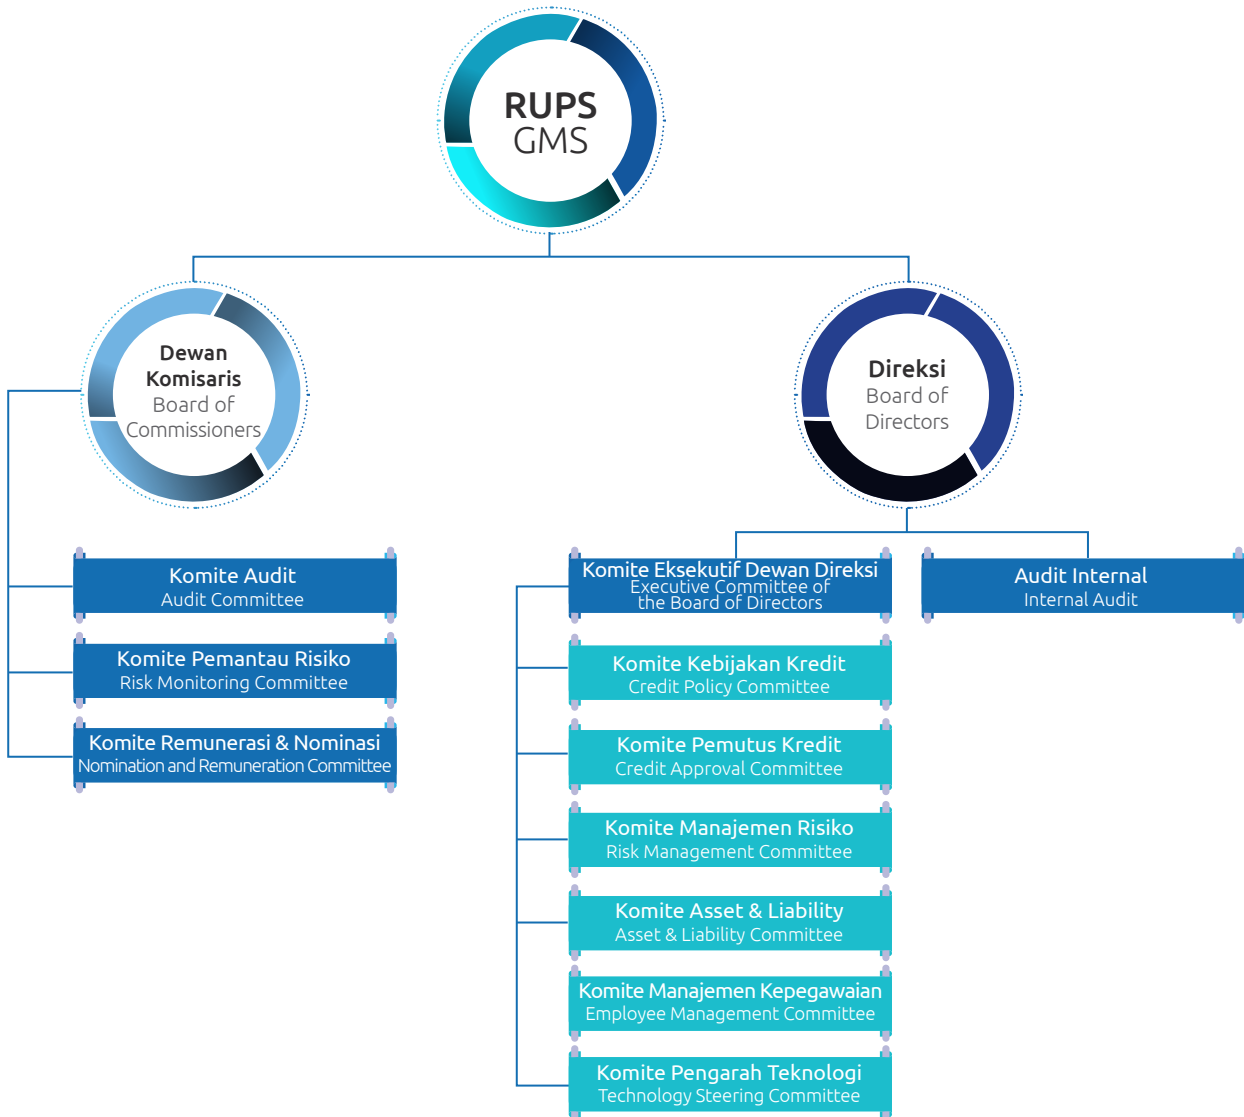 RUPS
GMS
Dewan
Komisaris
Board of
Commissioners
Direksi
Board of
Directors
Komite Audit
Audit Committee
Komite Pemantau Risiko
Risk Monitoring Committee
Komite Remunerasi & Nominasi
Nomination and Remuneration Committee
Komite Eksekutif Dewan Direksi
Executive Committee of
the Board of Directors
Audit Internal
Internal Audit
Komite Kebijakan Kredit
Credit Policy Committee
Komite Pemutus Kredit
Credit Approval Committee
Komite Manajemen Risiko
Risk Management Committee
Komite Asset & Liability
Asset & Liability Committee
Komite Manajemen Kepegawaian
Employee Management Committee
Komite Pengarah Teknologi
Technology Steering Committee